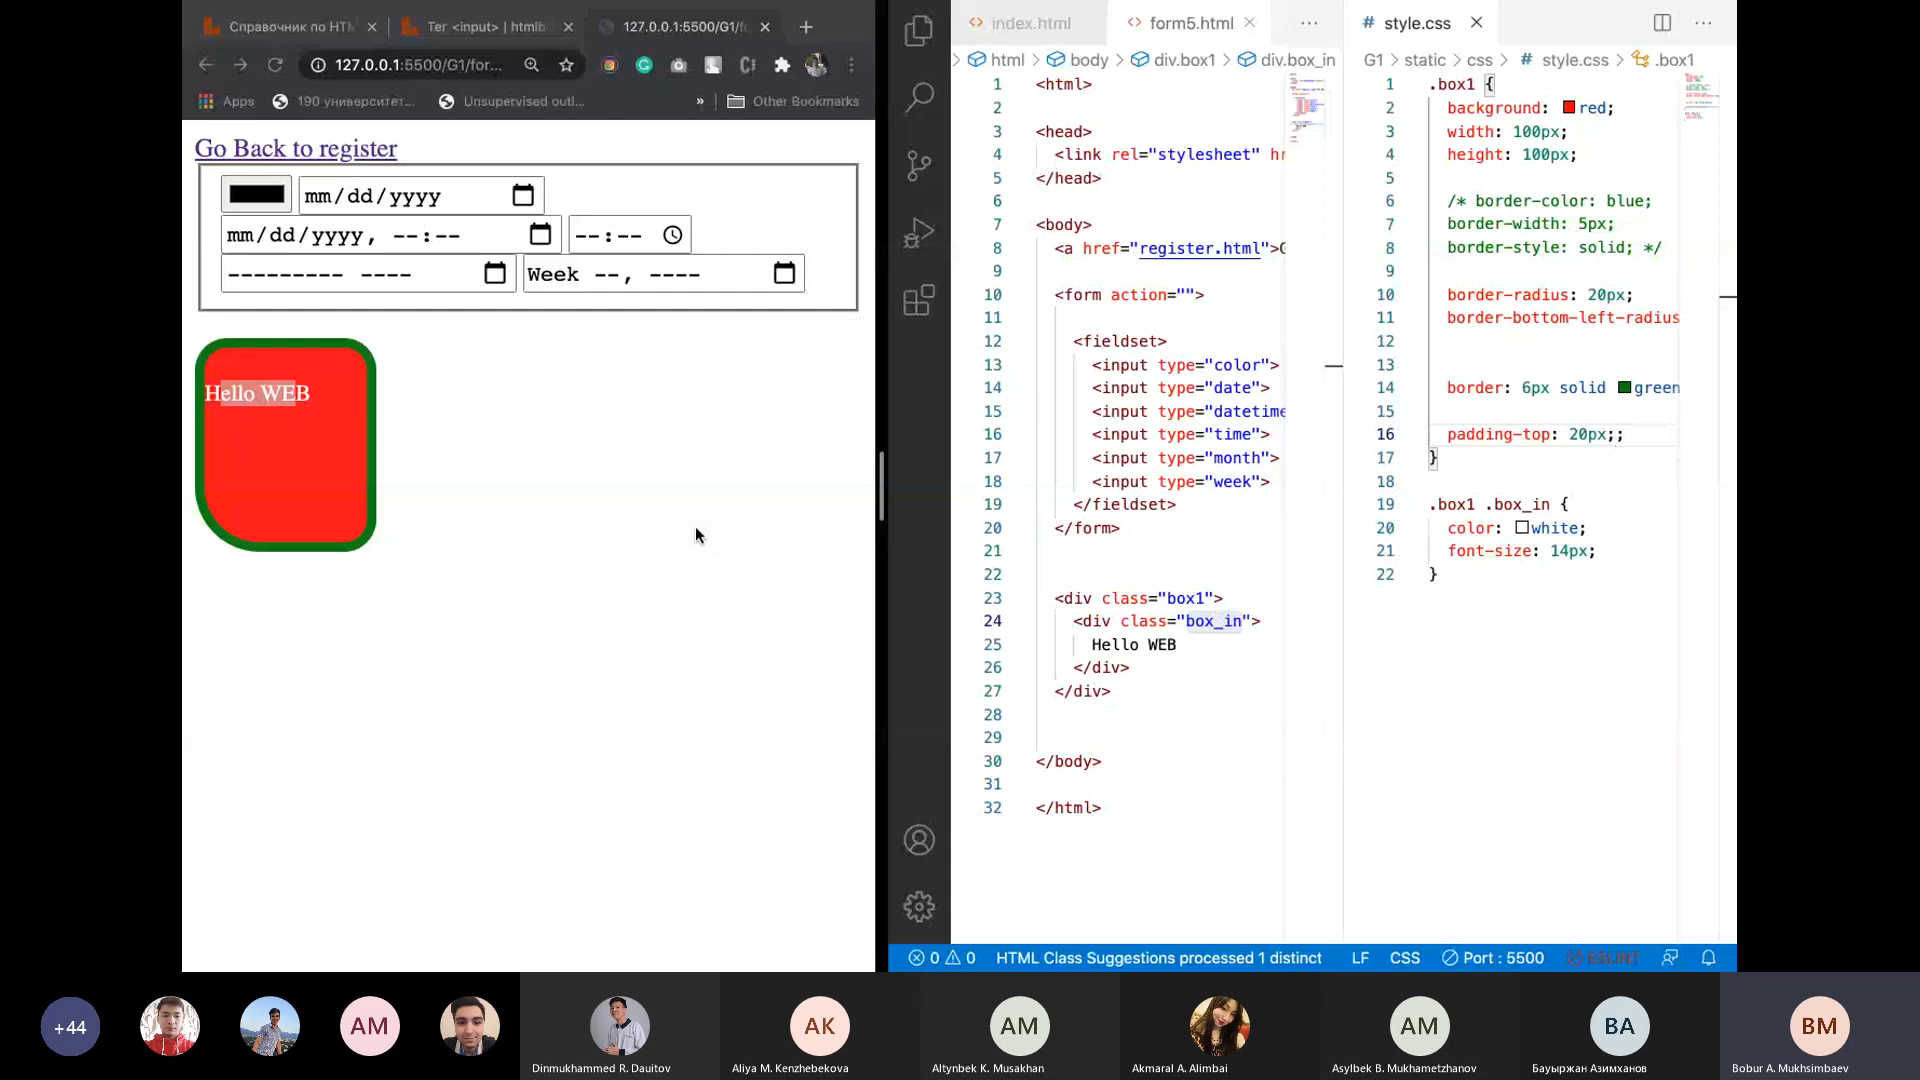 Справочник по HTM
Тег <input> | htmlb
127.0.0.1:5500/G1/f
127.0.0.1:5500/G1/for...
Apps
190 университет...
Unsupervised outl...
»
Other Bookmarks
Go Back to register
mm/dd/yyyy
mm/dd/yyyy, --:--
--:--
--------- ----
Week --, ----
Hello WEB
index.html
form5.html
html > body > div.box1 > div.box_in
1 <html>
2
3 <head>
4 <link rel="stylesheet" hr
5 </head>
6
7 <body>
8 <a href="register.html">G
9
10 <form action="">
11
12 <fieldset>
13 <input type="color">
14 <input type="date">
15 <input type="datetime
16 <input type="time">
17 <input type="month">
18 <input type="week">
19 </fieldset>
20 </form>
21
22
23 <div class="box1">
24 <div class="box_in">
25 Hello WEB
26 </div>
27 </div>
28
29
30 </body>
31
32 </html>
# style.css
G1 > static > css > # style.css > .box1
1 .box1 {
2 background: red;
3 width: 100px;
4 height: 100px;
5
6 /* border-color: blue;
7 border-width: 5px;
8 border-style: solid; */
9
10 border-radius: 20px;
11 border-bottom-left-radius
12
13
14 border: 6px solid green
15
16 padding-top: 20px;;
17 }
18
19 .box1 .box_in {
20 color: white;
21 font-size: 14px;
22 }
0 0 HTML Class Suggestions processed 1 distinct
LF CSS Port : 5500 ESLINT
+44
AM
Dinmukhammed R. Dauitov
AK
Aliya M. Kenzhebekova
AM
Altynbek K. Musakhan
Akmaral A. Alimbai
AM
Asylbek B. Mukhametzhanov
BA
Бауыржан Азимханов
BM
Bobur A. Mukhsimbaev